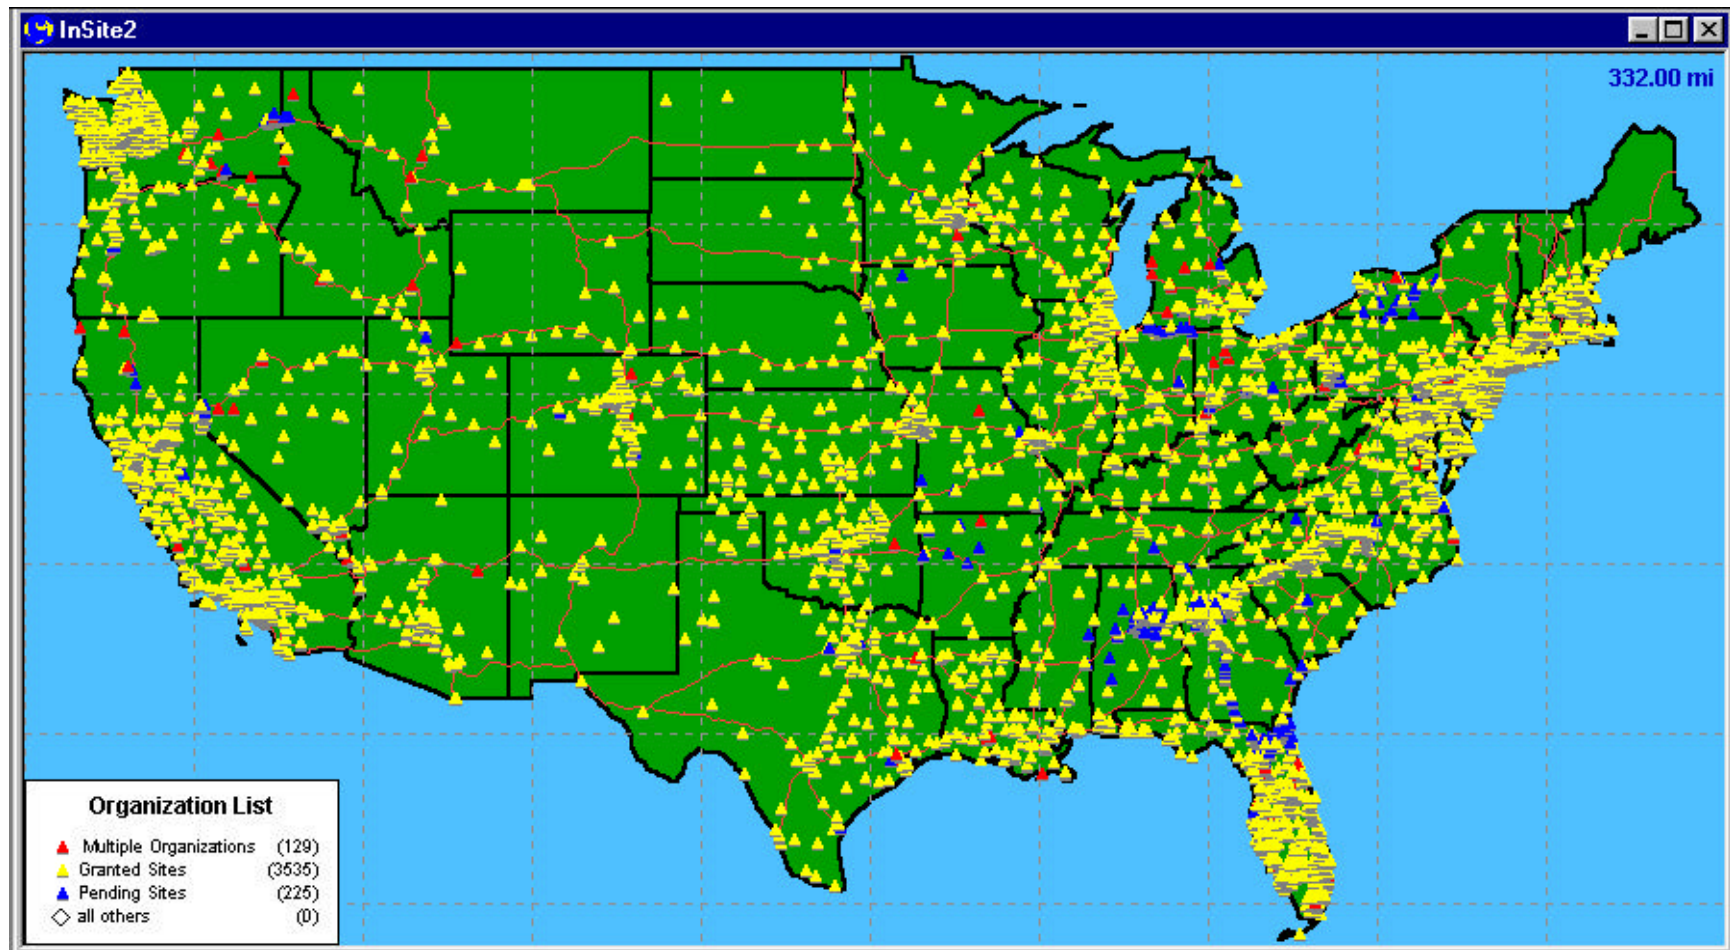 InSite2
332.00 mi
Organization List
Multiple Organizations (129)
Granted Sites (3535)
Pending Sites (225)
all others (0)